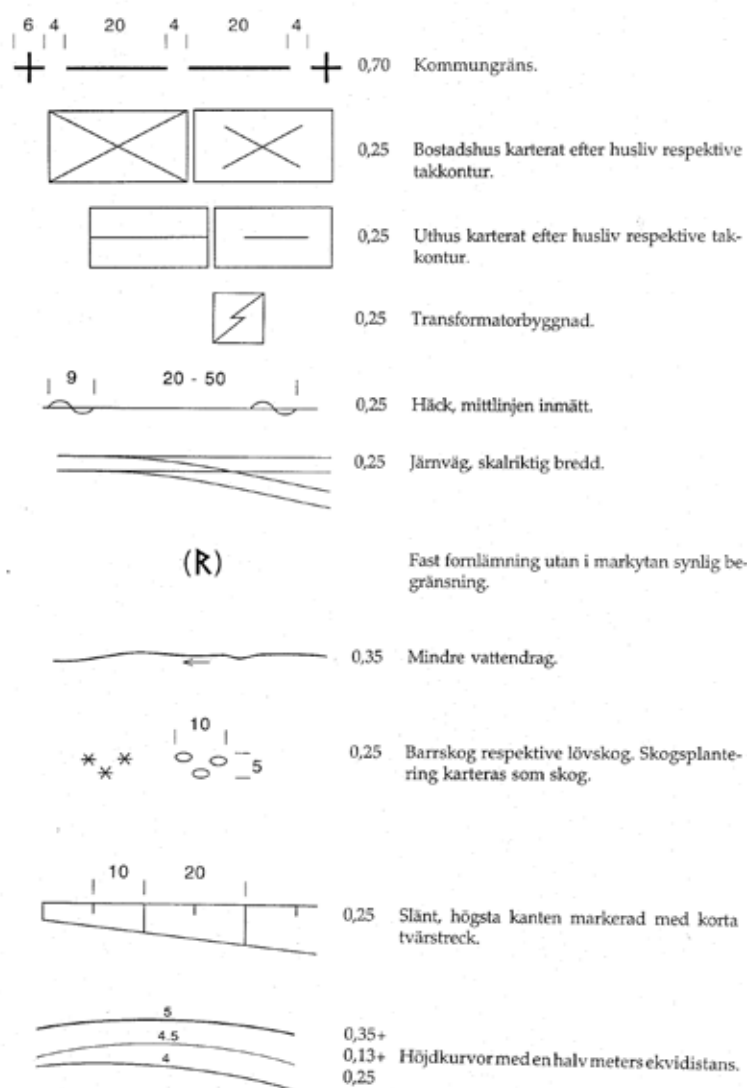 6 4 20 4 20 4
0,70 Kommungräns.
0,25 Bostadshus karterat efter husliv respektive
takkontur.
0,25 Uthus karterat efter husliv respektive tak-
kontur.
0,25 Transformatorbyggnad.
9 20 - 50
0,25 Häck, mittlinjen inmätt.
0,25 Järnväg, skalriktig bredd.
(R)
Fast fornlämning utan i markytan synlig be-
gränsning.
0,35 Mindre vattendrag.
10
5
0,25 Barrskog respektive lövskog. Skogsplante-
ring karteras som skog.
10 20
0,25 Slänt, högsta kanten markerad med korta
tvärstreck.
5
4.5
4
0,35+
0,13+ Höjdkurvor med en halv meters ekvidistans.
0,25